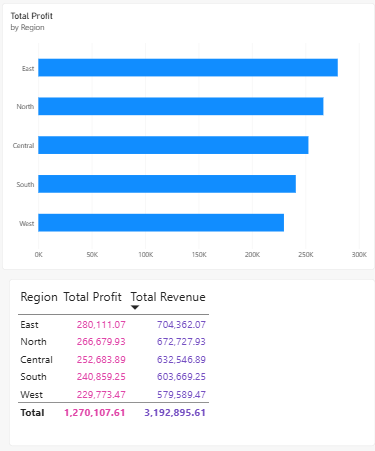 Total Profit
by Region
East
North
Central
South
West
0K 50K 100K 150K 200K 250K 300K
Region Total Profit Total Revenue
East 280,111.07 704,362.07
North 266,679.93 672,727.93
Central 252,683.89 632,546.89
South 240,859.25 603,669.25
West 229,773.47 579,589.47
Total 1,270,107.61 3,192,895.61